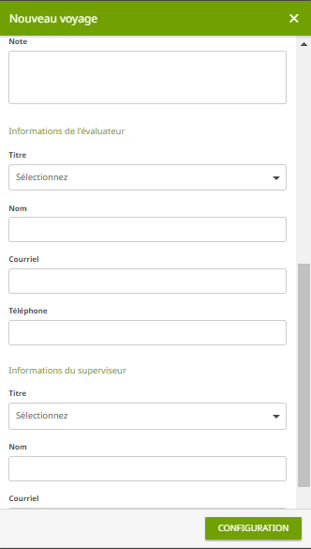 Nouveau voyage
Note
Informations de l'évaluateur
Titre
Sélectionnez
Nom
Courriel
Téléphone
Informations du superviseur
Titre
Sélectionnez
Nom
Courriel
CONFIGURATION